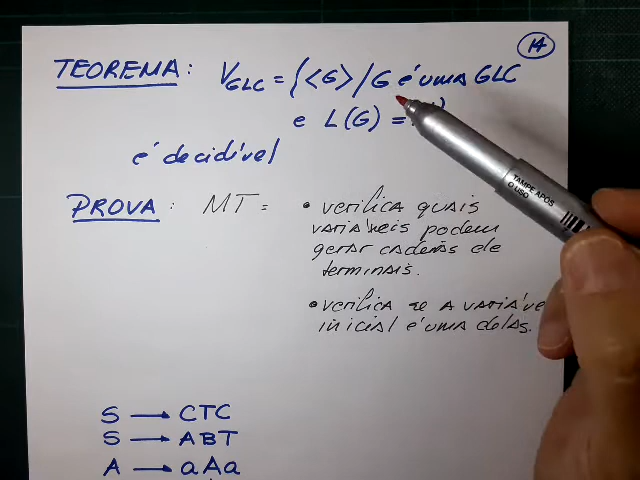 14
TEOREMA: V_GLC = {<G> / G é uma GLC
e L(G) =
é decidível
PROVA: MT = • verifica quais
variáveis podem
gerar cadeias de
terminais.
• verifica se a variável
inicial é uma delas.
TAMPE APÓS
O USO
S → CTC
S → ABT
A → aAa